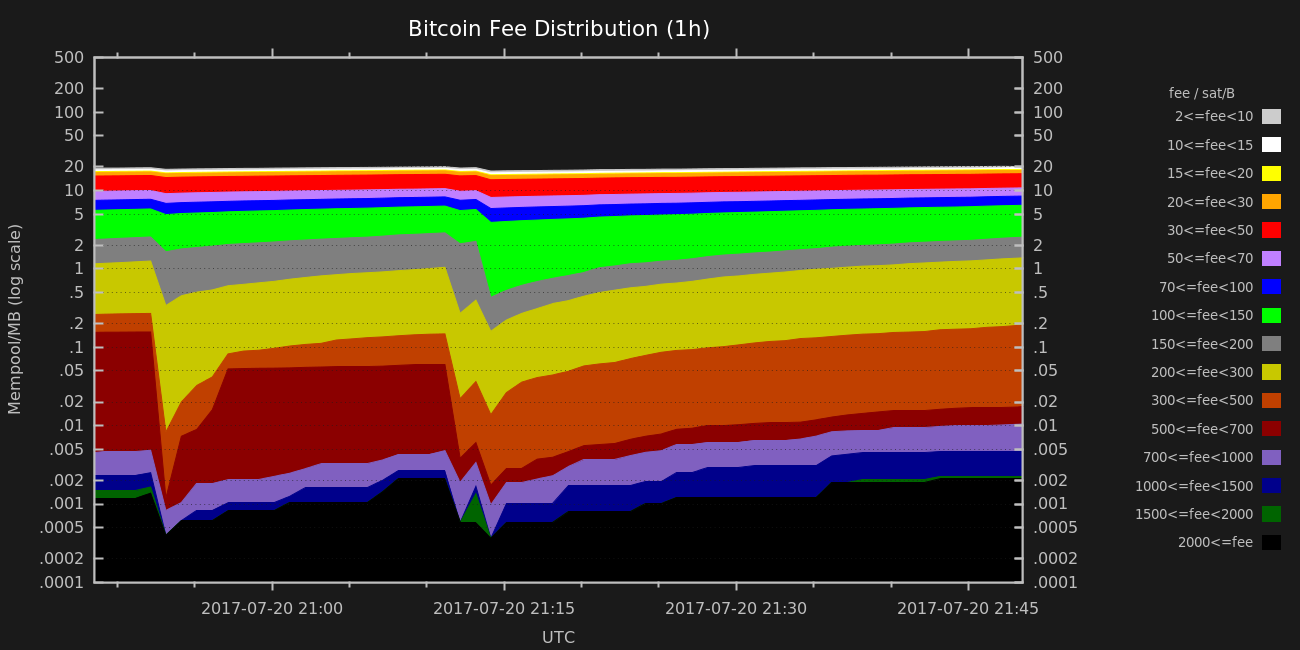 Bitcoin Fee Distribution (1h)
500 500
200 200
100 100
50 50
20 20
10 10
5 5
2 2
1 1
.5 .5
.2 .2
.1 .1
.05 .05
.02 .02
.01 .01
.005 .005
.002 .002
.001 .001
.0005 .0005
.0002 .0002
.0001 .0001
Mempool/MB (log scale)
2017-07-20 21:00 2017-07-20 21:15 2017-07-20 21:30 2017-07-20 21:45
UTC
fee / sat/B
2<=fee<10
10<=fee<15
15<=fee<20
20<=fee<30
30<=fee<50
50<=fee<70
70<=fee<100
100<=fee<150
150<=fee<200
200<=fee<300
300<=fee<500
500<=fee<700
700<=fee<1000
1000<=fee<1500
1500<=fee<2000
2000<=fee